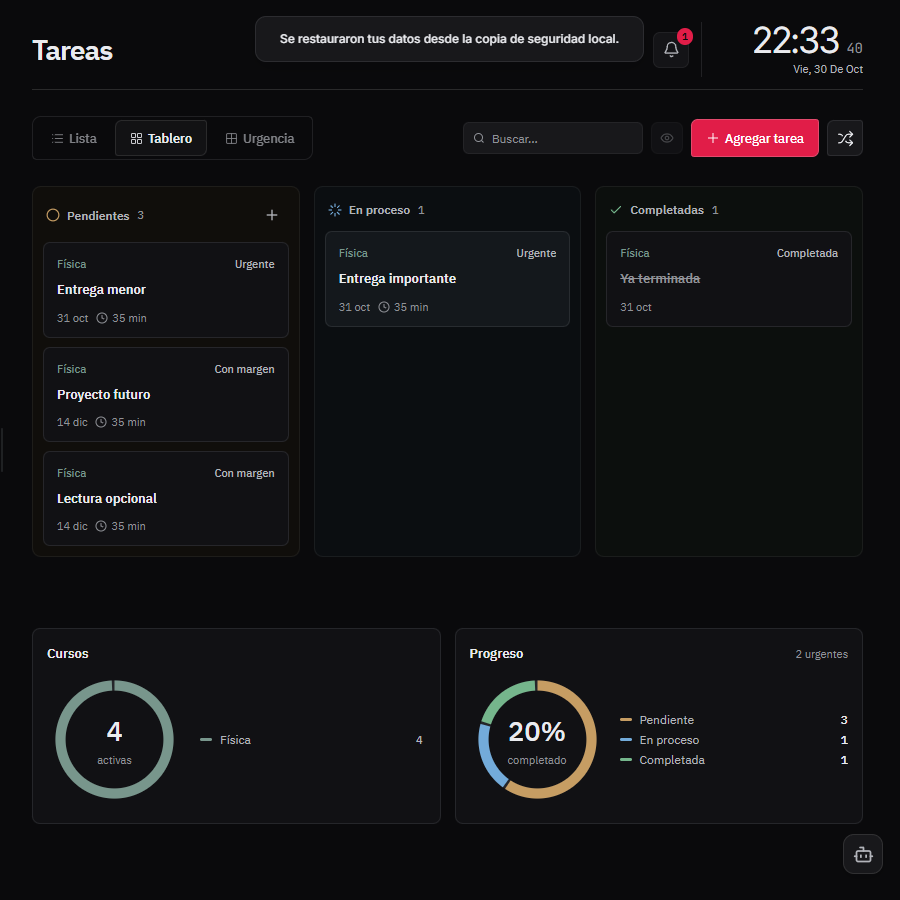 Tareas
Se restauraron tus datos desde la copia de seguridad local.
1
22:33 40
Vie, 30 De Oct
Lista
Tablero
Urgencia
Buscar...
Agregar tarea
Pendientes 3
Física Urgente
Entrega menor
31 oct 35 min
Física Con margen
Proyecto futuro
14 dic 35 min
Física Con margen
Lectura opcional
14 dic 35 min
En proceso 1
Física Urgente
Entrega importante
31 oct 35 min
Completadas 1
Física Completada
Ya terminada
31 oct
Cursos
4
activas
Física 4
Progreso 2 urgentes
20%
completado
Pendiente 3
En proceso 1
Completada 1